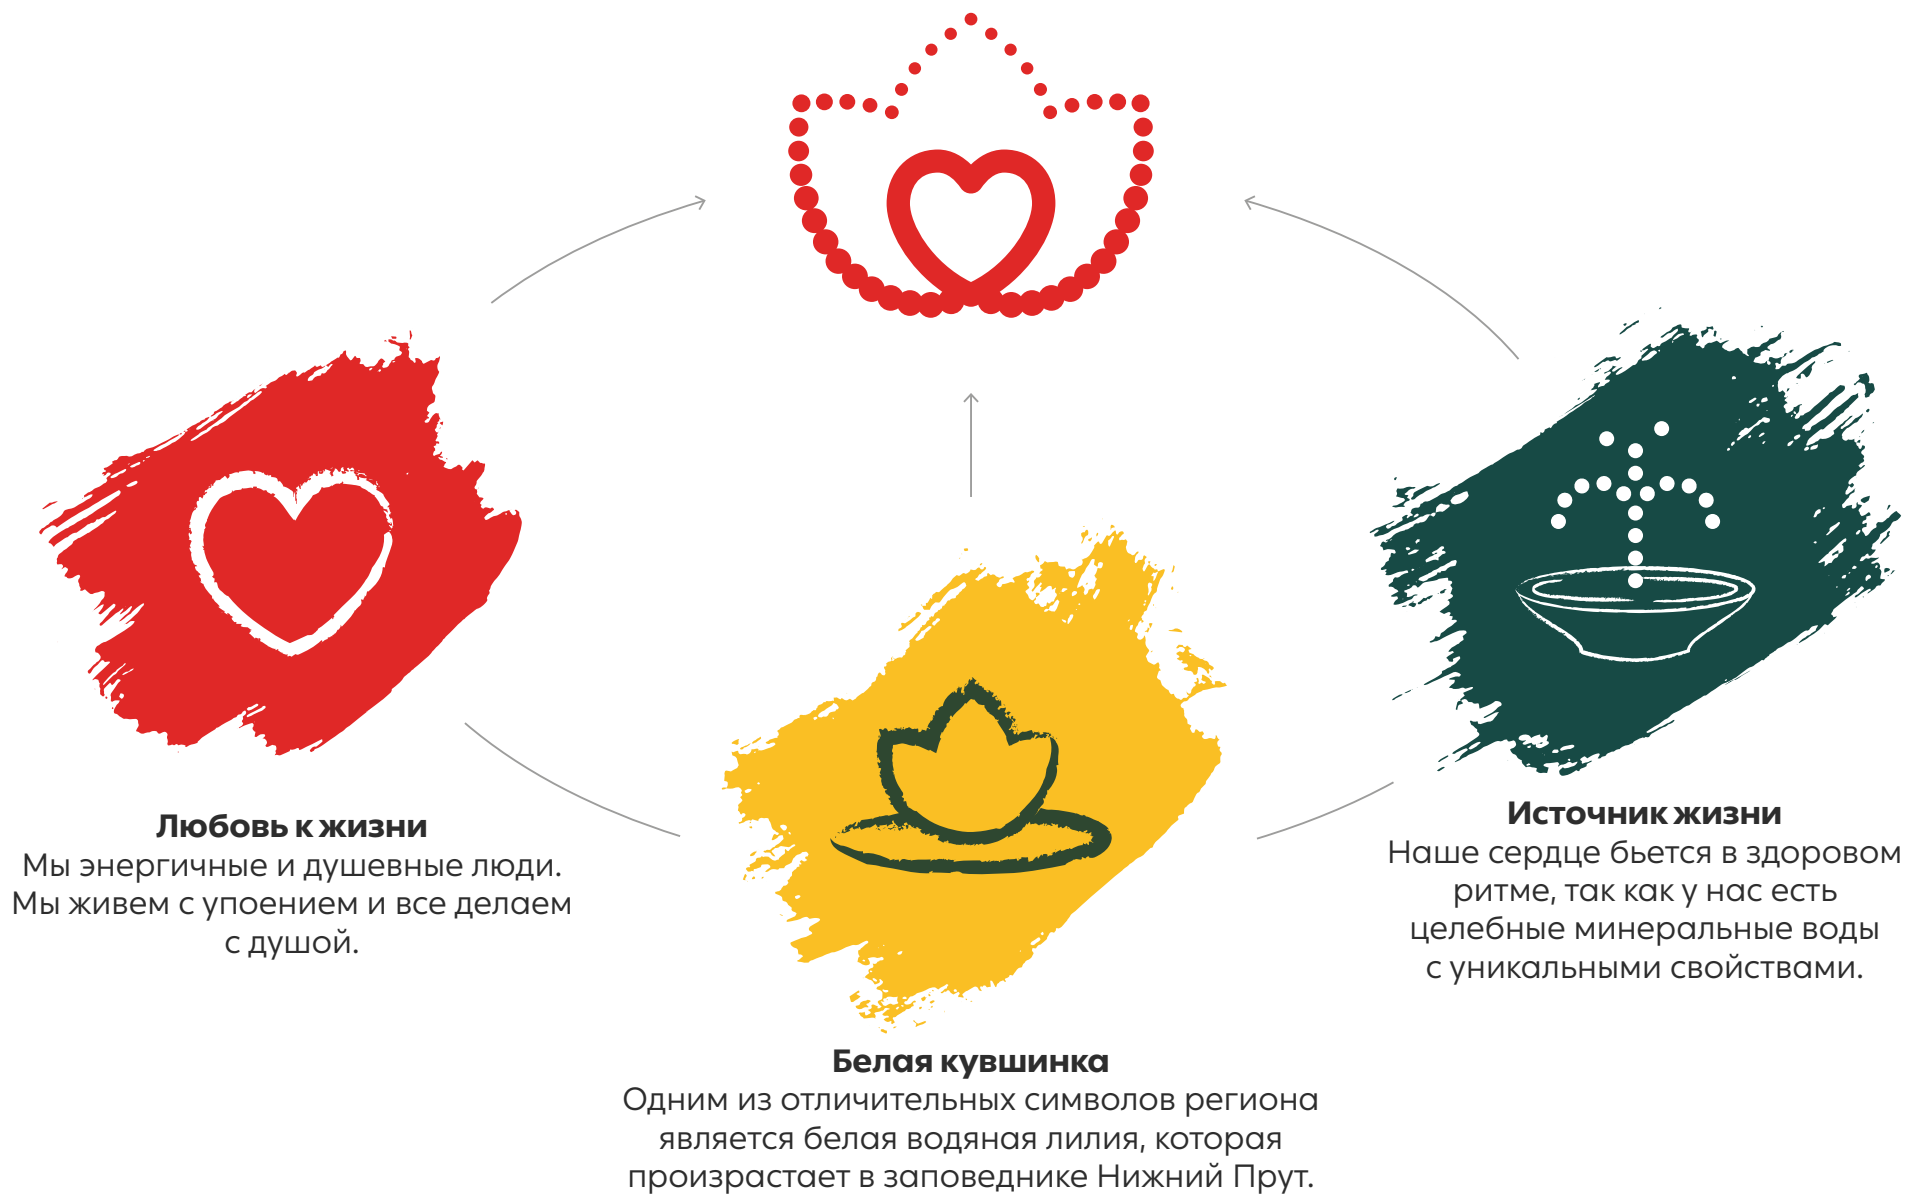 Любовь к жизни
Мы энергичные и душевные люди.
Мы живем с упоением и все делаем
с душой.
Белая кувшинка
Одним из отличительных символов региона
является белая водяная лилия, которая
произрастает в заповеднике Нижний Прут.
Источник жизни
Наше сердце бьется в здоровом
ритме, так как у нас есть
целебные минеральные воды
с уникальными свойствами.